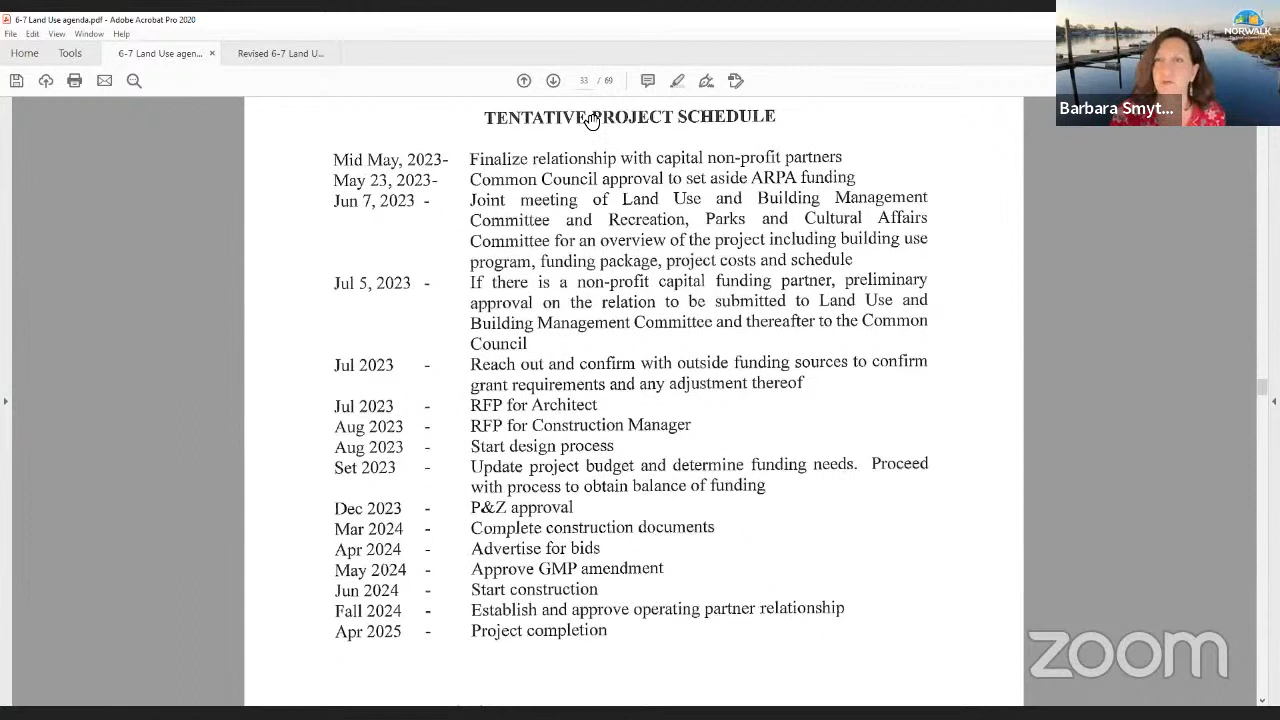 6-7 Land Use agenda.pdf - Adobe Acrobat Pro 2020
File Edit View Window Help
Home Tools 6-7 Land Use agen... × Revised 6-7 Land U...
33 / 69
NORWALK
Barbara Smyt...
TENTATIVE PROJECT SCHEDULE
Mid May, 2023- Finalize relationship with capital non-profit partners
May 23, 2023- Common Council approval to set aside ARPA funding
Jun 7, 2023 - Joint meeting of Land Use and Building Management
Committee and Recreation, Parks and Cultural Affairs
Committee for an overview of the project including building use
program, funding package, project costs and schedule
Jul 5, 2023 - If there is a non-profit capital funding partner, preliminary
approval on the relation to be submitted to Land Use and
Building Management Committee and thereafter to the Common
Council
Jul 2023 - Reach out and confirm with outside funding sources to confirm
grant requirements and any adjustment thereof
Jul 2023 - RFP for Architect
Aug 2023 - RFP for Construction Manager
Aug 2023 - Start design process
Set 2023 - Update project budget and determine funding needs. Proceed
with process to obtain balance of funding
Dec 2023 - P&Z approval
Mar 2024 - Complete construction documents
Apr 2024 - Advertise for bids
May 2024 - Approve GMP amendment
Jun 2024 - Start construction
Fall 2024 - Establish and approve operating partner relationship
Apr 2025 - Project completion
zoom